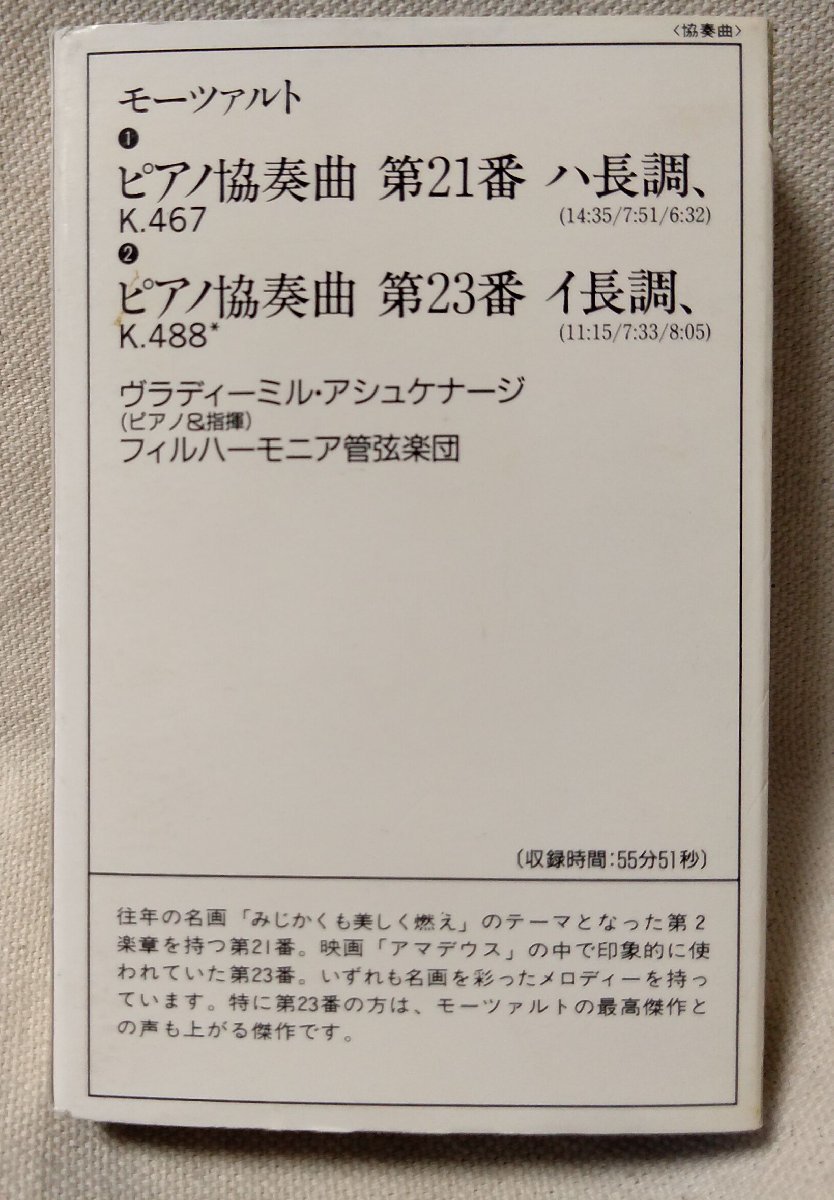 〈協奏曲〉
モーツァルト
❶
ピアノ協奏曲 第21番 ハ長調、
K.467 (14:35/7:51/6:32)
❷
ピアノ協奏曲 第23番 イ長調、
K.488* (11:15/7:33/8:05)
ヴラディーミル・アシュケナージ
(ピアノ&指揮)
フィルハーモニア管弦楽団
〔収録時間:55分51秒〕
往年の名画「みじかくも美しく燃え」のテーマとなった第2
楽章を持つ第21番。映画「アマデウス」の中で印象的に使
われていた第23番。いずれも名画を彩ったメロディーを持っ
ています。特に第23番の方は、モーツァルトの最高傑作と
の声も上がる傑作です。